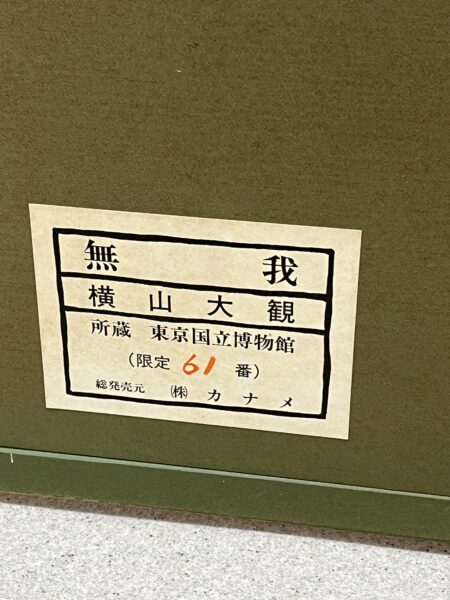 無我
横山大観
所蔵 東京国立博物館
(限定 61 番)
総発売元 ㈱ カナメ